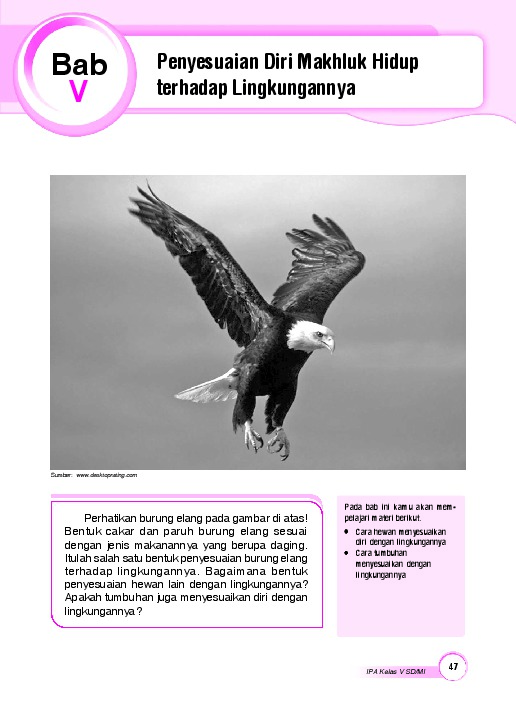 Bab
V
Penyesuaian Diri Makhluk Hidup
terhadap Lingkungannya
Sumber: www.desktoprating.com
Perhatikan burung elang pada gambar di atas!
Bentuk cakar dan paruh burung elang sesuai
dengan jenis makanannya yang berupa daging.
Itulah salah satu bentuk penyesuaian burung elang
terhadap lingkungannya. Bagaimana bentuk
penyesuaian hewan lain dengan lingkungannya?
Apakah tumbuhan juga menyesuaikan diri dengan
lingkungannya?
Pada bab ini kamu akan mem-
pelajari materi berikut.
• Cara hewan menyesuaikan
diri dengan lingkungannya
• Cara tumbuhan
menyesuaikan dengan
lingkungannya
IPA Kelas V SD/MI
47